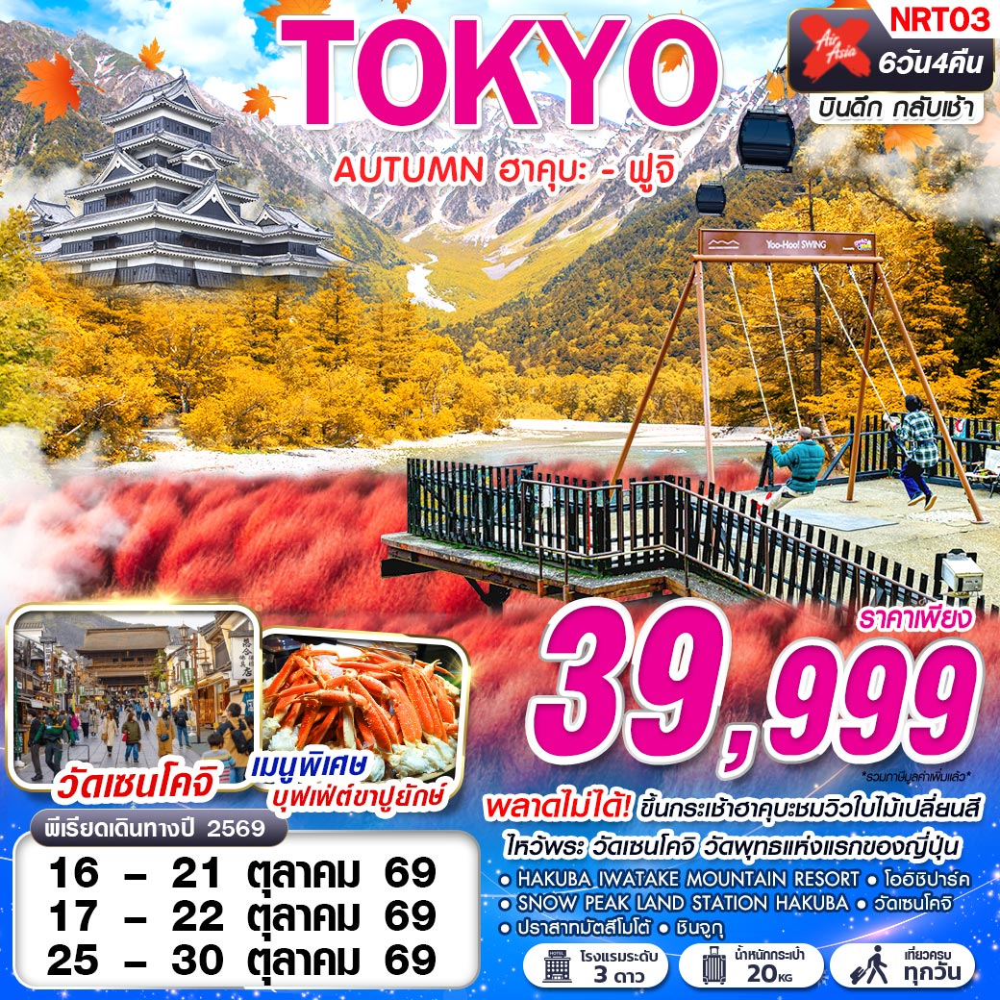 TOKYO
AUTUMN ฮาคุบะ - ฟูจิ
Air Asia X
NRT03
6วัน4คืน
บินดึก กลับเช้า
Yoo-Hoo! SWING
ราคาเพียง
39,999
*รวมภาษีมูลค่าเพิ่มแล้ว*
วัดเซนโคจิ
เมนูพิเศษ
บุฟเฟ่ต์ขาปูยักษ์
พีเรียดเดินทางปี 2569
16 - 21 ตุลาคม 69
17 - 22 ตุลาคม 69
25 - 30 ตุลาคม 69
พลาดไม่ได้! ขึ้นกระเช้าฮาคุบะชมวิวใบไม้เปลี่ยนสี
ไหว้พระ วัดเซนโคจิ วัดพุทธแห่งแรกของญี่ปุ่น
• HAKUBA IWATAKE MOUNTAIN RESORT • โออิชิปาร์ค
• SNOW PEAK LAND STATION HAKUBA • วัดเซนโคจิ
• ปราสาทมัตสึโมโต้ • ชินจูกุ
HOTEL
โรงแรมระดับ
3 ดาว
น้ำหนักกระเป๋า
20KG
เที่ยวครบ
ทุกวัน